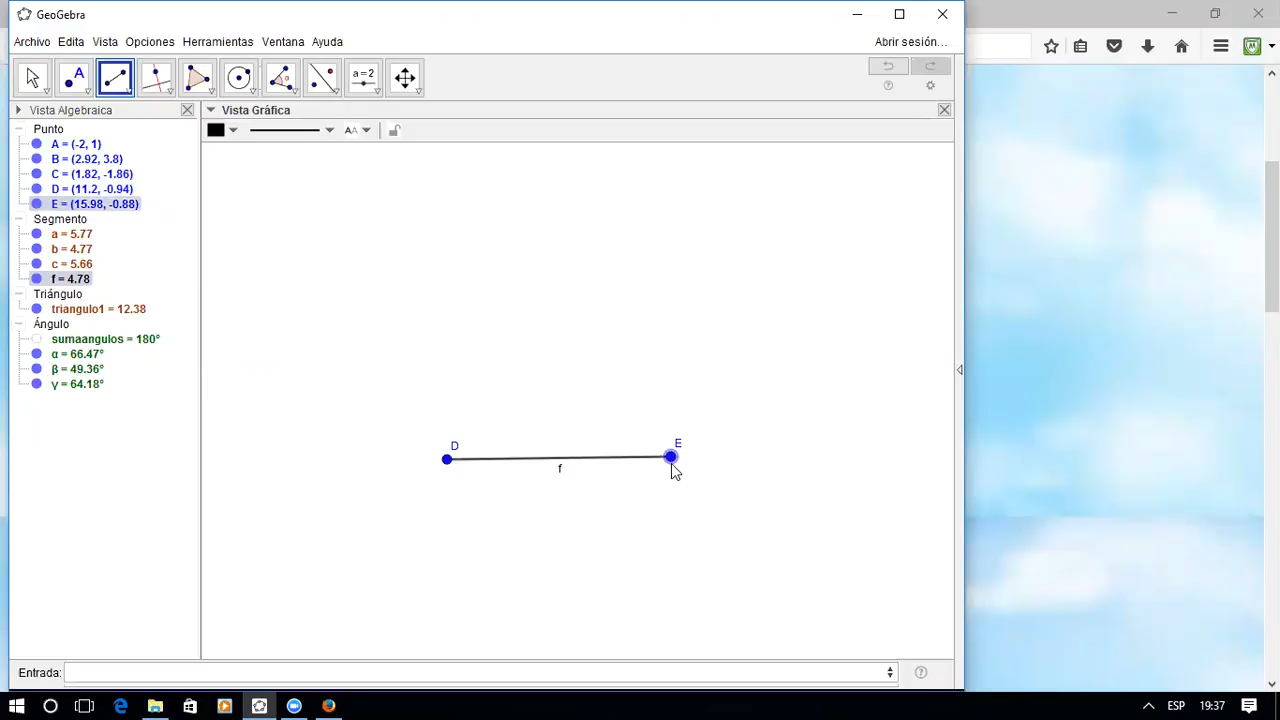 GeoGebra
Archivo Edita Vista Opciones Herramientas Ventana Ayuda Abrir sesión...
A α a=2
Vista Algebraica
Vista Gráfica
AA
Punto
A = (-2, 1)
B = (2.92, 3.8)
C = (1.82, -1.86)
D = (11.2, -0.94)
E = (15.98, -0.88)
Segmento
a = 5.77
b = 4.77
c = 5.66
f = 4.78
Triángulo
triangulo1 = 12.38
Ángulo
sumaangulos = 180°
α = 66.47°
β = 49.36°
γ = 64.18°
D
E
f
Entrada:
ESP 19:37